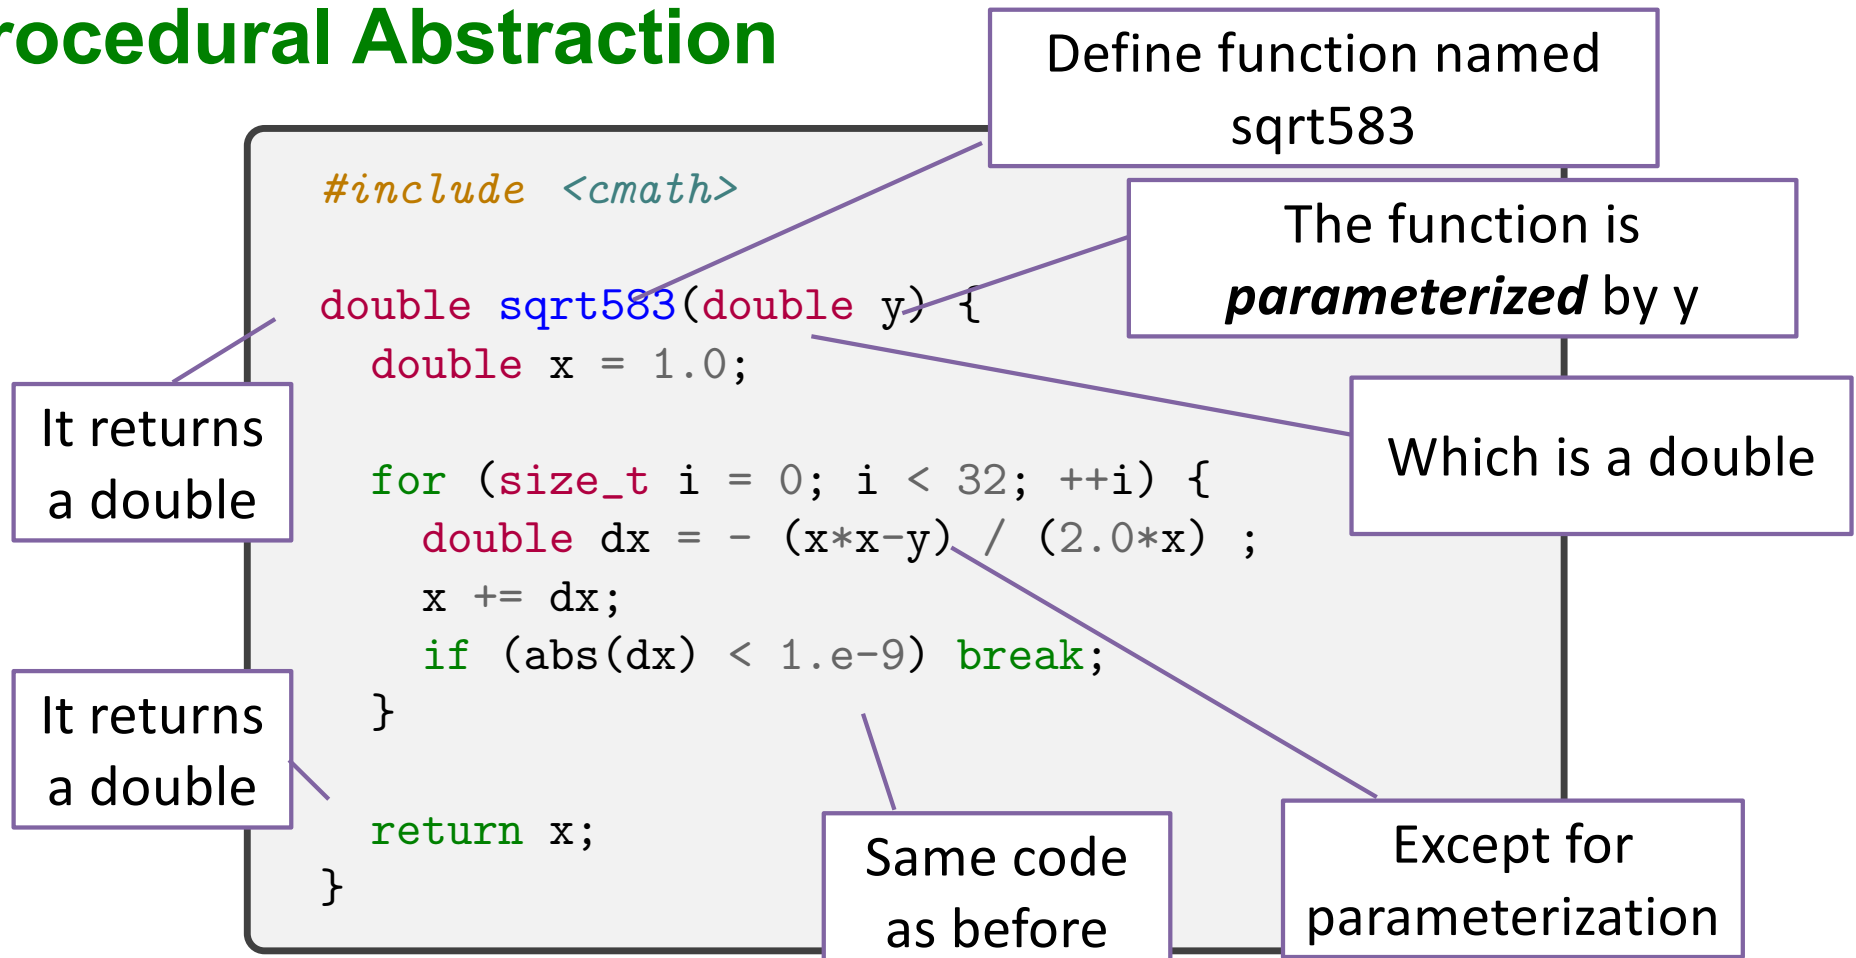 rocedural Abstraction
Define function named
sqrt583
#include <cmath>
The function is
parameterized by y
double sqrt583(double y) {
double x = 1.0;
It returns
a double
Which is a double
for (size_t i = 0; i < 32; ++i) {
double dx = - (x*x-y) / (2.0*x) ;
x += dx;
if (abs(dx) < 1.e-9) break;
}
It returns
a double
return x;
}
Same code
as before
Except for
parameterization